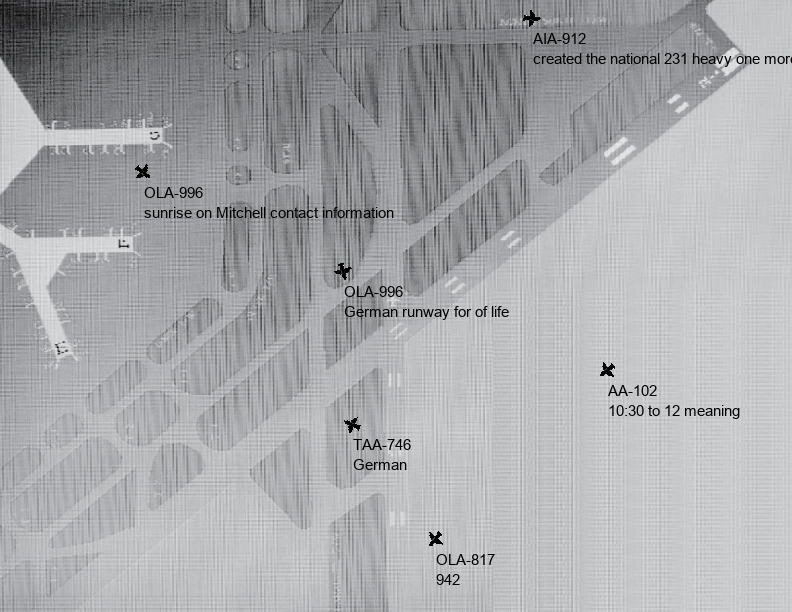 AIA-912
created the national 231 heavy one more
OLA-996
sunrise on Mitchell contact information
OLA-996
German runway for of life
AA-102
10:30 to 12 meaning
TAA-746
German
OLA-817
942